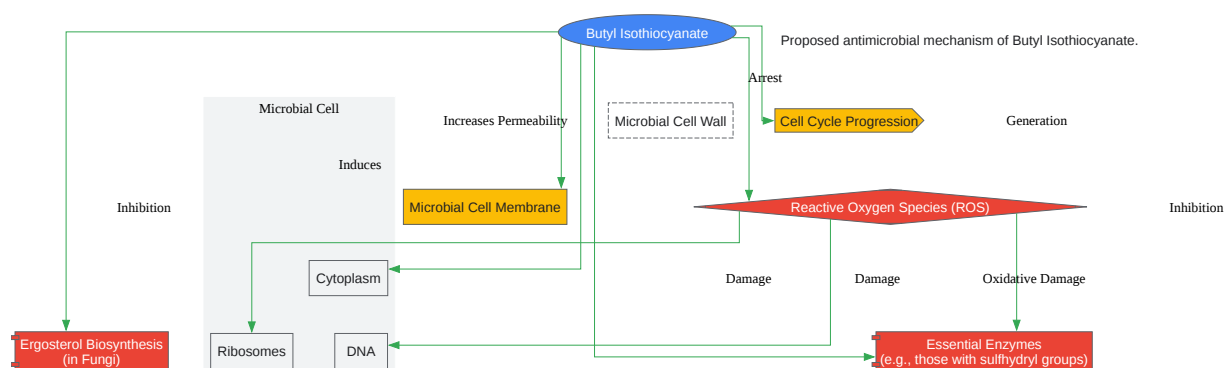 Butyl Isothiocyanate
Proposed antimicrobial mechanism of Butyl Isothiocyanate.
Arrest
Microbial Cell
Increases Permeability
Microbial Cell Wall
Cell Cycle Progression
Generation
Induces
Inhibition
Microbial Cell Membrane
Reactive Oxygen Species (ROS)
Inhibition
Cytoplasm
Damage
Damage
Oxidative Damage
Ergosterol Biosynthesis
(in Fungi)
Ribosomes
DNA
Essential Enzymes
(e.g., those with sulfhydryl groups)